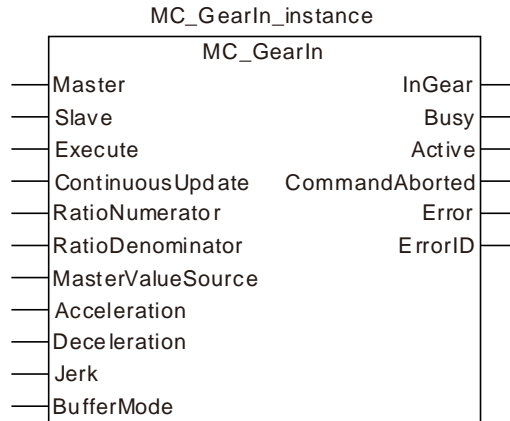 MC_GearIn_instance
MC_GearIn
Master InGear
Slave Busy
Execute Active
ContinuousUpdate CommandAborted
RatioNumerator Error
RatioDenominator ErrorID
MasterValueSource
Acceleration
Deceleration
Jerk
BufferMode